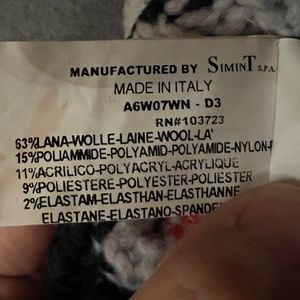 MANUFACTURED BY SIMINT S.P.A.
MADE IN ITALY
A6W07WN - D3
RN#103723
63%LANA-WOLLE-LAINE-WOOL-LA'
15%POLIAMMIDE-POLYAMID-POLYAMIDE-NYLON-
11%ACRILICO-POLYACRYL-ACRYLIQUE
9%POLIESTERE-POLYESTER-POLIESTER
2%ELASTAM-ELASTHAN-ELASTHANNE
ELASTANE-ELASTANO-SPANDEX